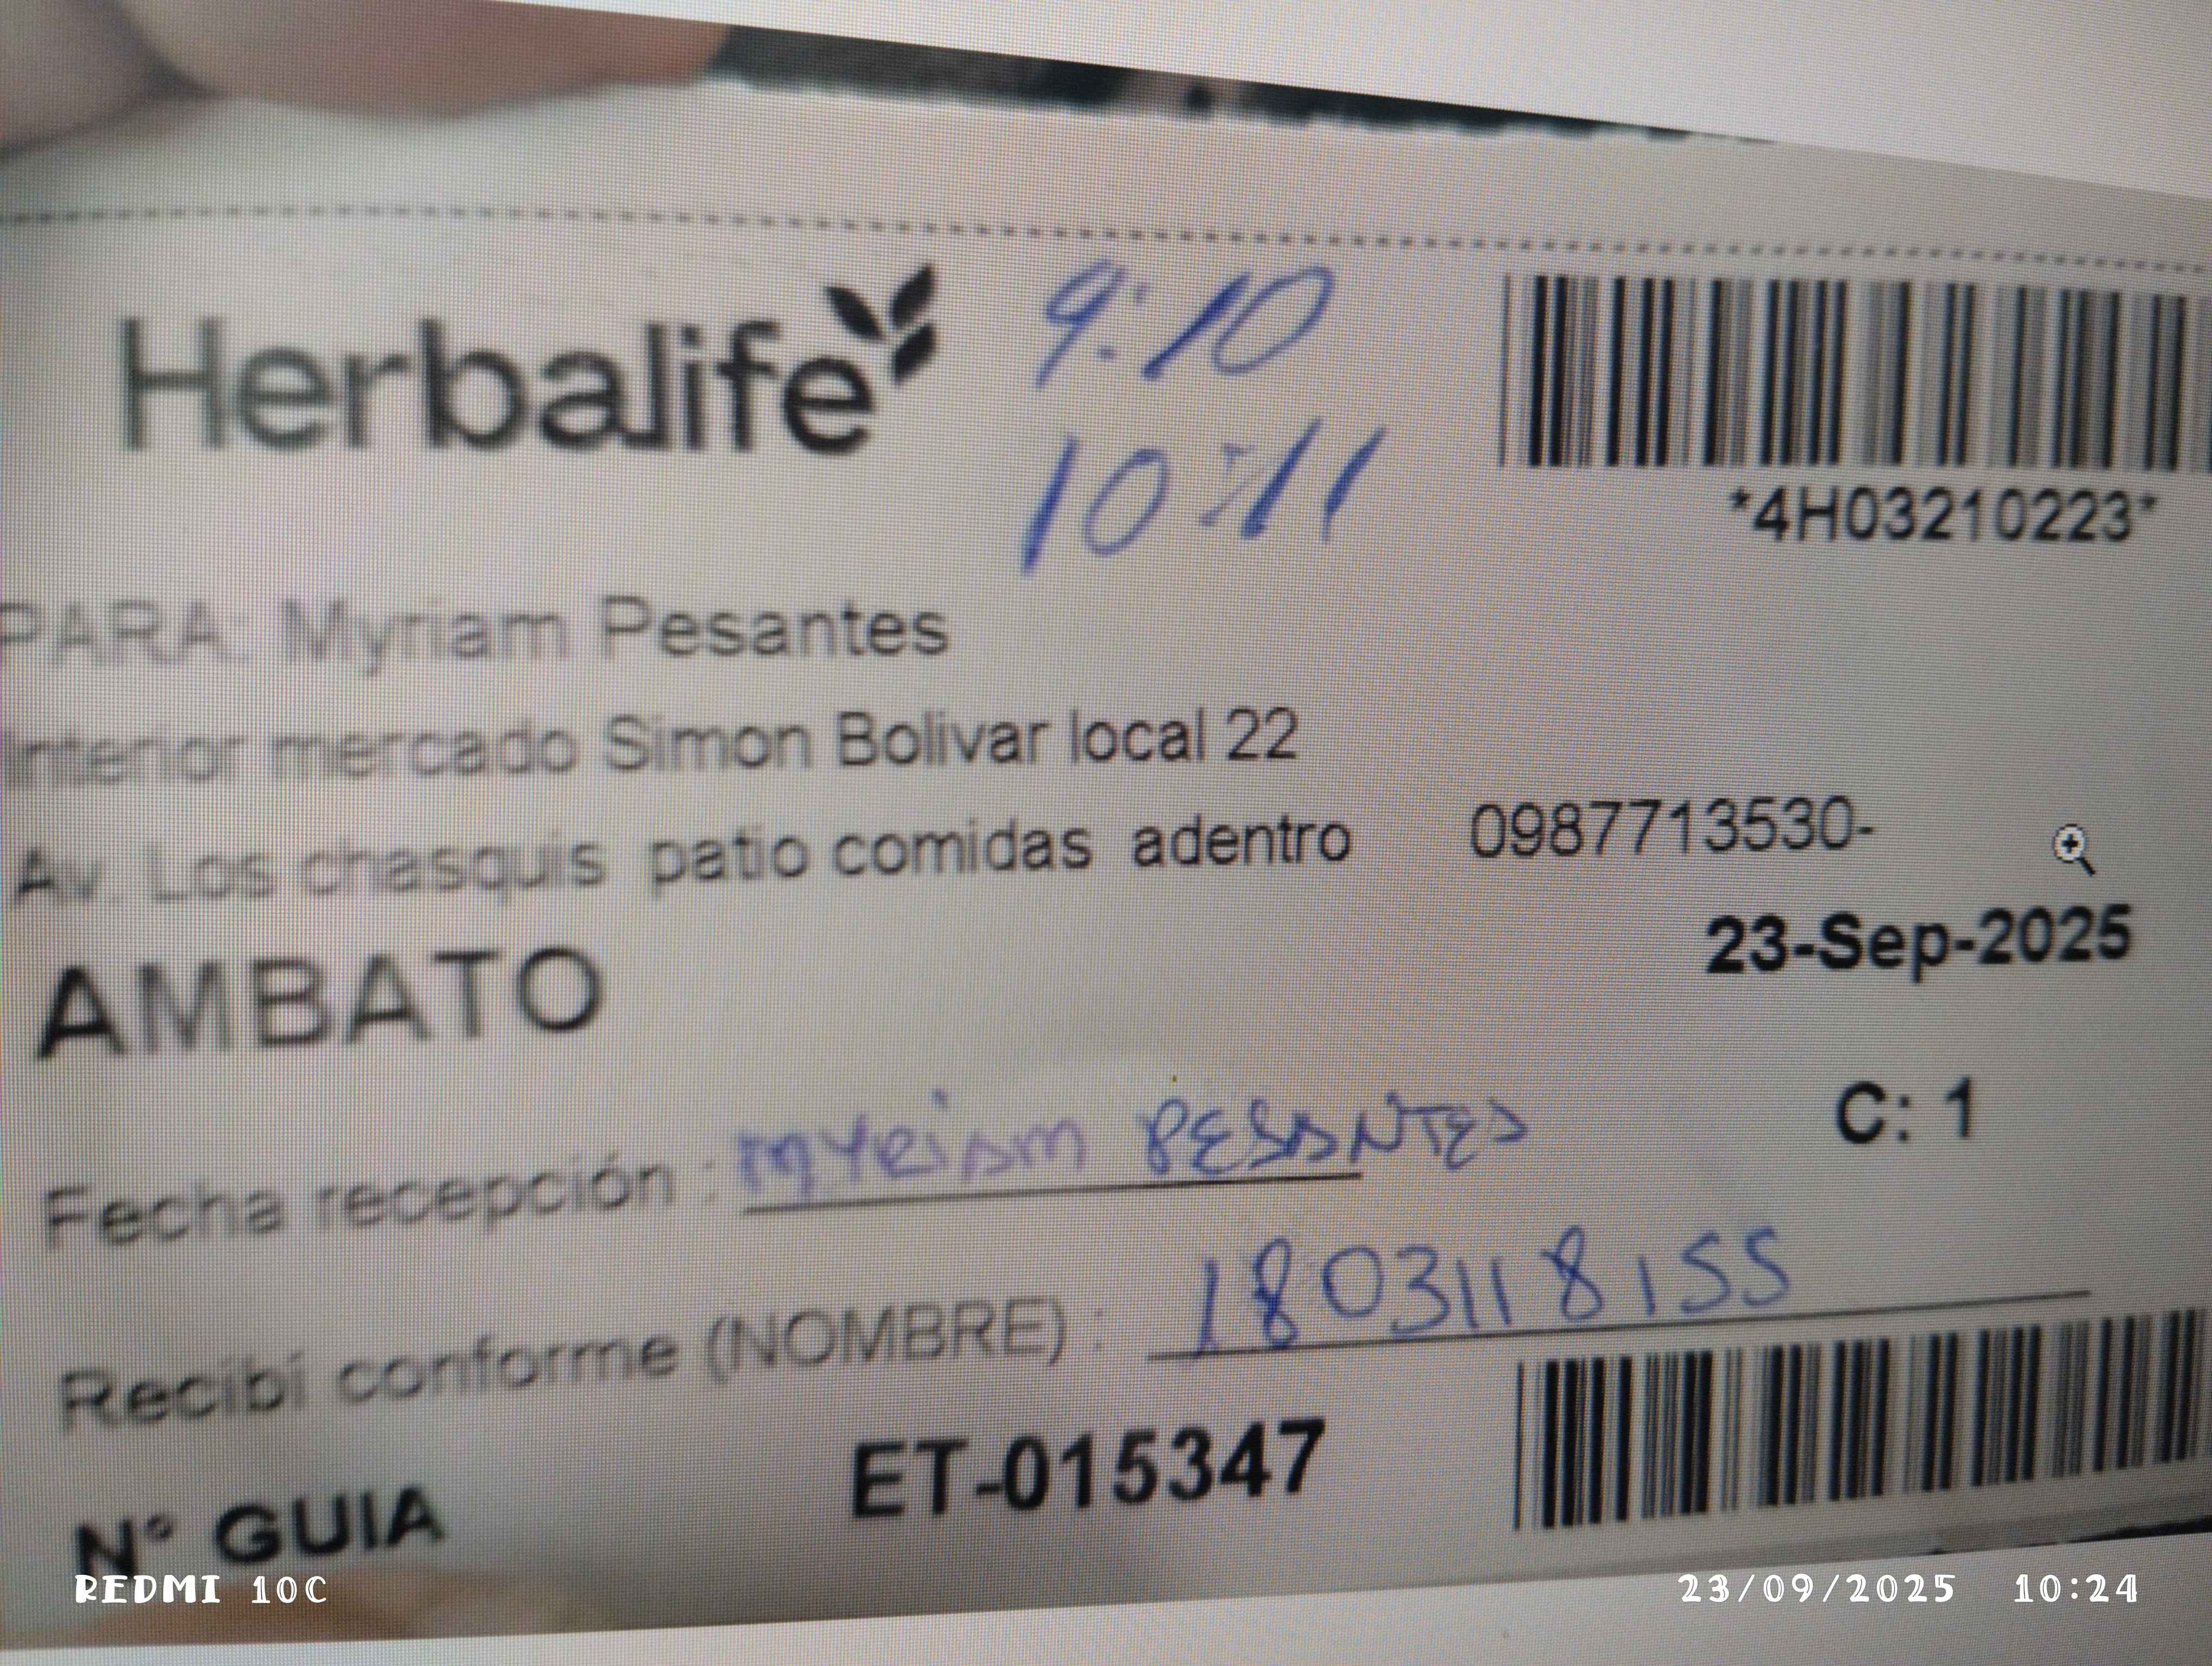 Herbalife
9:10
10:11
*4H03210223*
PARA: Myriam Pesantes
Interior mercado Simon Bolivar local 22
Av. Los chasquis patio comidas adentro 0987713530-
AMBATO
23-Sep-2025
C: 1
Fecha recepción : MYRiAM PESANTES
Recibí conforme (NOMBRE) : 1803118155
N° GUIA ET-015347
REDMI 10C
23/09/2025 10:24